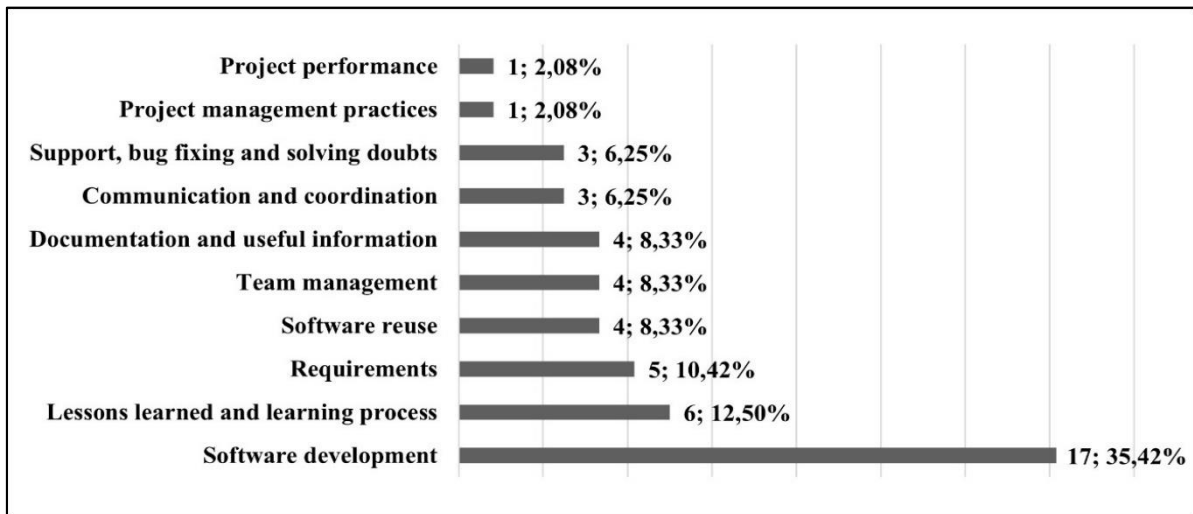 Project performance 1; 2,08%
Project management practices 1; 2,08%
Support, bug fixing and solving doubts 3; 6,25%
Communication and coordination 3; 6,25%
Documentation and useful information 4; 8,33%
Team management 4; 8,33%
Software reuse 4; 8,33%
Requirements 5; 10,42%
Lessons learned and learning process 6; 12,50%
Software development 17; 35,42%